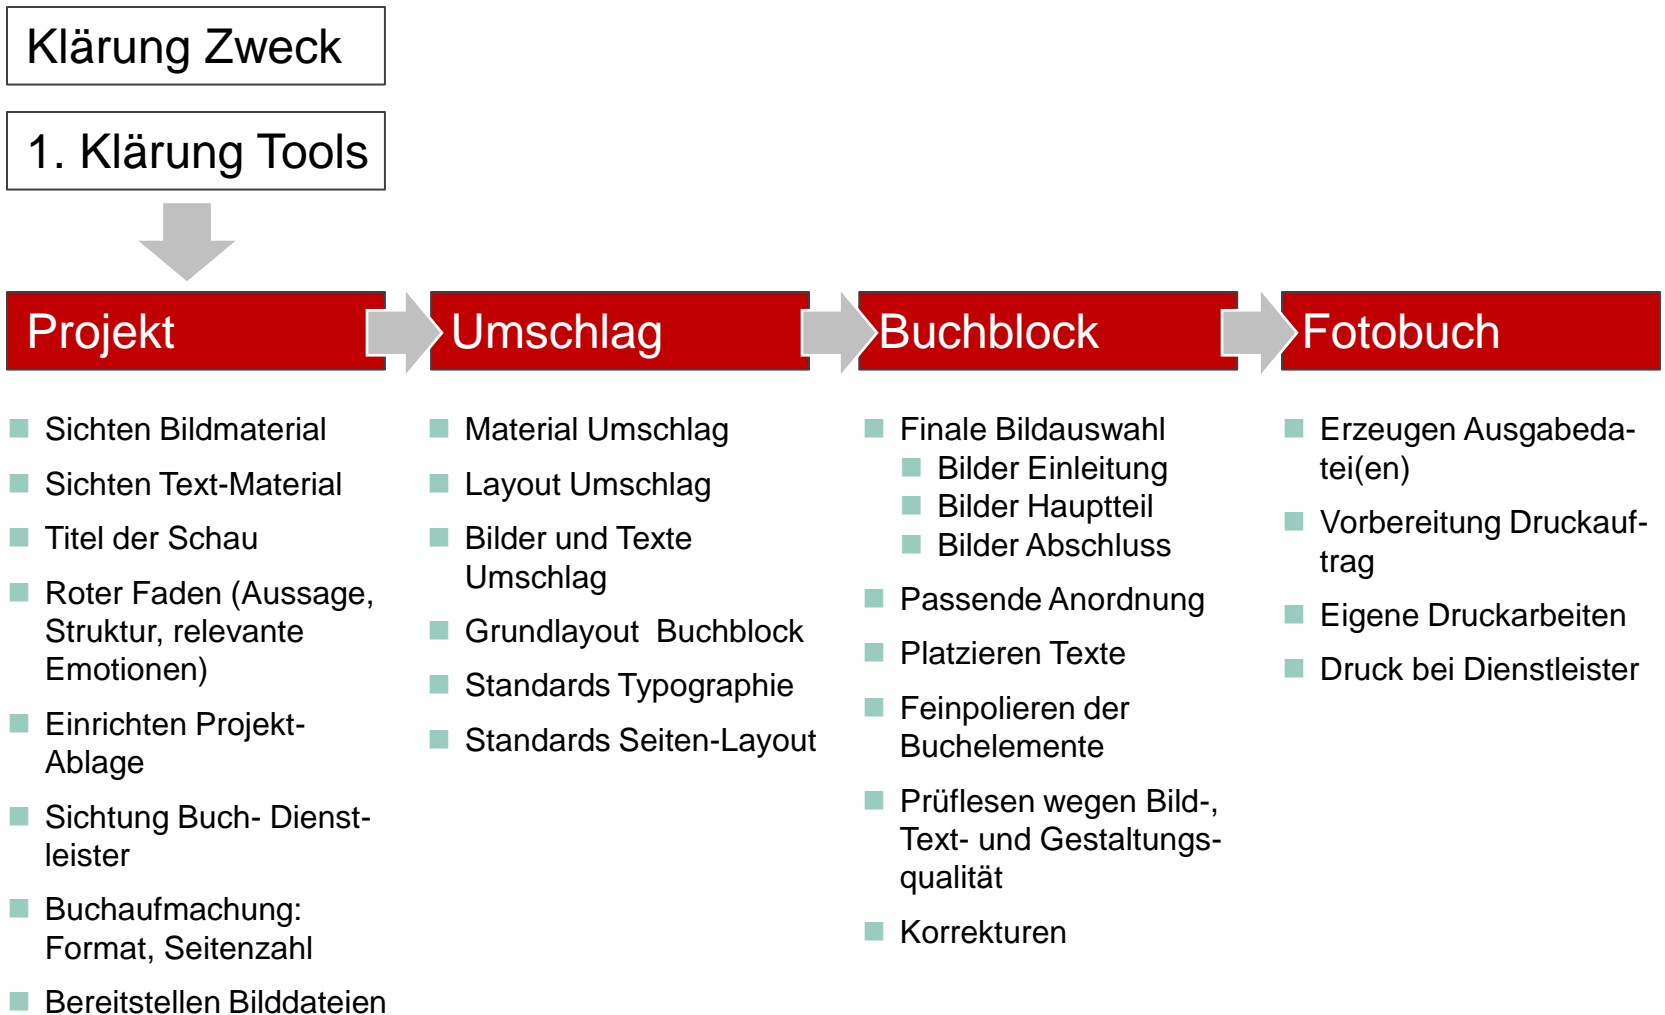 Klärung Zweck
1. Klärung Tools
Projekt
Umschlag
Buchblock
Fotobuch
Sichten Bildmaterial
Sichten Text-Material
Titel der Schau
Roter Faden (Aussage,
Struktur, relevante
Emotionen)
Einrichten Projekt-
Ablage
Sichtung Buch- Dienst-
leister
Buchaufmachung:
Format, Seitenzahl
Bereitstellen Bilddateien
Material Umschlag
Layout Umschlag
Bilder und Texte
Umschlag
Grundlayout  Buchblock
Standards Typographie
Standards Seiten-Layout
Finale Bildauswahl
Bilder Einleitung
Bilder Hauptteil
Bilder Abschluss
Passende Anordnung
Platzieren Texte
Feinpolieren der
Buchelemente
Prüflesen wegen Bild-,
Text- und Gestaltungs-
qualität
Korrekturen
Erzeugen Ausgabeda-
tei(en)
Vorbereitung Druckauf-
trag
Eigene Druckarbeiten
Druck bei Dienstleister